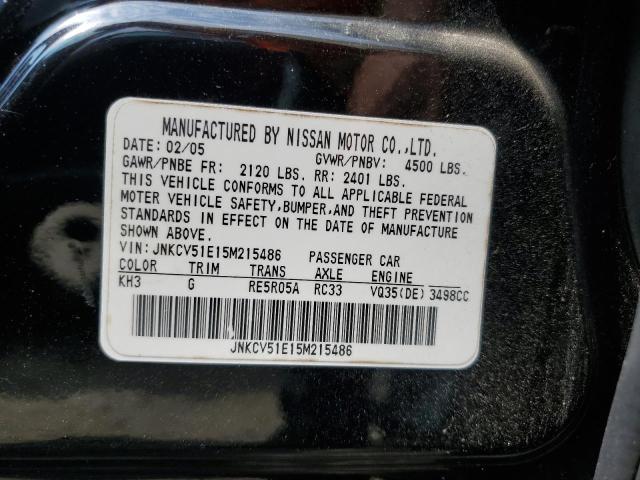 MANUFACTURED BY NISSAN MOTOR CO.,LTD.
DATE: 02/05 GVWR/PNBV: 4500 LBS.
GAWR/PNBE FR: 2120 LBS. RR: 2401 LBS.
THIS VEHICLE CONFORMS TO ALL APPLICABLE FEDERAL
MOTOR VEHICLE SAFETY,BUMPER,AND THEFT PREVENTION
STANDARDS IN EFFECT ON THE DATE OF MANUFACTURE
SHOWN ABOVE.
VIN:JNKCV51E15M215486 PASSENGER CAR
COLOR TRIM TRANS AXLE ENGINE
KH3 G RE5R05A RC33 VQ35(DE) 3498CC
JNKCV51E15M215486